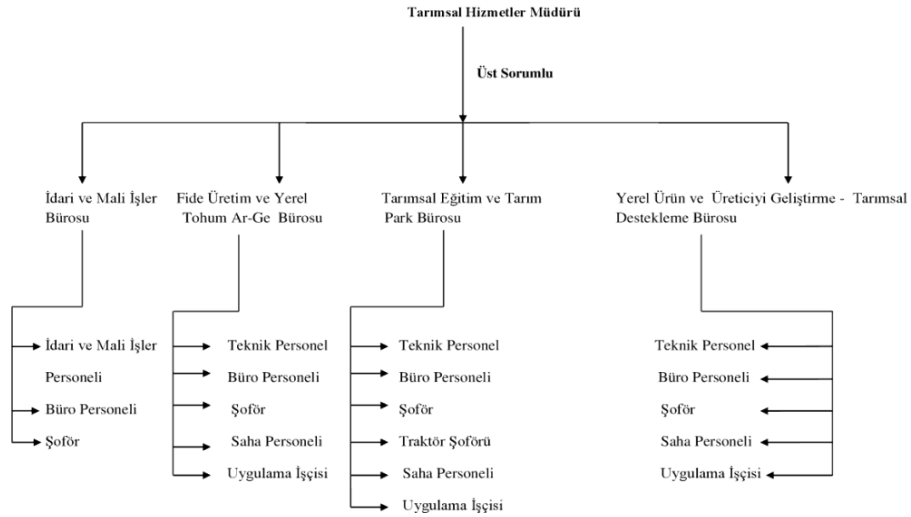 Tarımsal Hizmetler Müdürü
Üst Sorumlu
İdari ve Mali İşler
Bürosu
Fide Üretim ve Yerel
Tohum Ar-Ge Bürosu
Tarımsal Eğitim ve Tarım
Park Bürosu
Yerel Ürün ve Üreticiyi Geliştirme - Tarımsal
Destekleme Bürosu
İdari ve Mali İşler
Personeli
Büro Personeli
Şoför
Teknik Personel
Büro Personeli
Şoför
Saha Personeli
Uygulama İşçisi
Teknik Personel
Büro Personeli
Şoför
Traktör Şoförü
Saha Personeli
Uygulama İşçisi
Teknik Personel
Büro Personeli
Şoför
Saha Personeli
Uygulama İşçisi